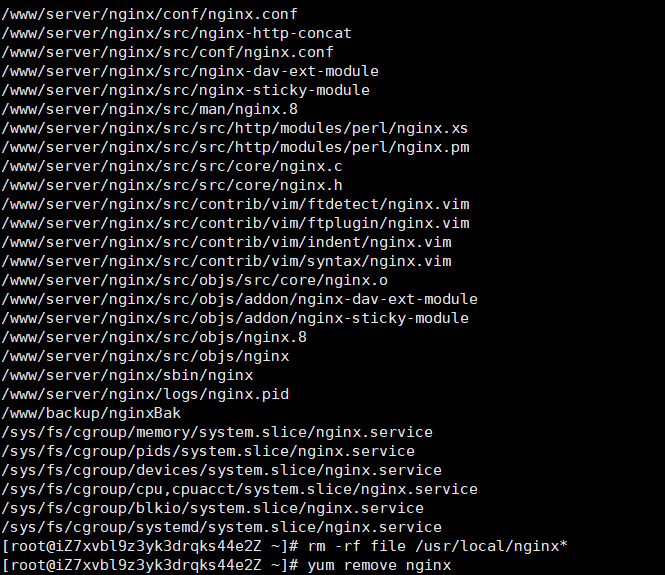 /www/server/nginx/conf/nginx.conf
/www/server/nginx/src/nginx-http-concat
/www/server/nginx/src/conf/nginx.conf
/www/server/nginx/src/nginx-dav-ext-module
/www/server/nginx/src/nginx-sticky-module
/www/server/nginx/src/man/nginx.8
/www/server/nginx/src/src/http/modules/perl/nginx.xs
/www/server/nginx/src/src/http/modules/perl/nginx.pm
/www/server/nginx/src/src/core/nginx.c
/www/server/nginx/src/src/core/nginx.h
/www/server/nginx/src/contrib/vim/ftdetect/nginx.vim
/www/server/nginx/src/contrib/vim/ftplugin/nginx.vim
/www/server/nginx/src/contrib/vim/indent/nginx.vim
/www/server/nginx/src/contrib/vim/syntax/nginx.vim
/www/server/nginx/src/objs/src/core/nginx.o
/www/server/nginx/src/objs/addon/nginx-dav-ext-module
/www/server/nginx/src/objs/addon/nginx-sticky-module
/www/server/nginx/src/objs/nginx.8
/www/server/nginx/src/objs/nginx
/www/server/nginx/sbin/nginx
/www/server/nginx/logs/nginx.pid
/www/backup/nginxBak
/sys/fs/cgroup/memory/system.slice/nginx.service
/sys/fs/cgroup/pids/system.slice/nginx.service
/sys/fs/cgroup/devices/system.slice/nginx.service
/sys/fs/cgroup/cpu,cpuacct/system.slice/nginx.service
/sys/fs/cgroup/blkio/system.slice/nginx.service
/sys/fs/cgroup/systemd/system.slice/nginx.service
[root@iZ7xvbl9z3yk3drqks44e2Z ~]# rm -rf file /usr/local/nginx*
[root@iZ7xvbl9z3yk3drqks44e2Z ~]# yum remove nginx